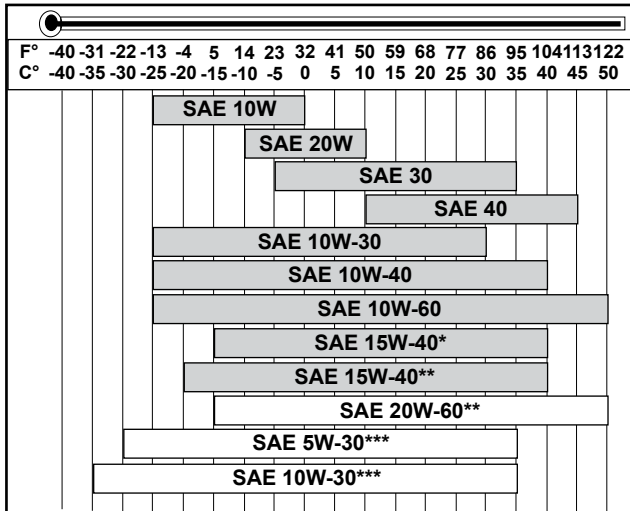 F° -40 -31 -22 -13 -4 5 14 23 32 41 50 59 68 77 86 95 104 113 122
C° -40 -35 -30 -25 -20 -15 -10 -5 0 5 10 15 20 25 30 35 40 45 50
SAE 10W
SAE 20W
SAE 30
SAE 40
SAE 10W-30
SAE 10W-40
SAE 10W-60
SAE 15W-40*
SAE 15W-40**
SAE 20W-60**
SAE 5W-30***
SAE 10W-30***